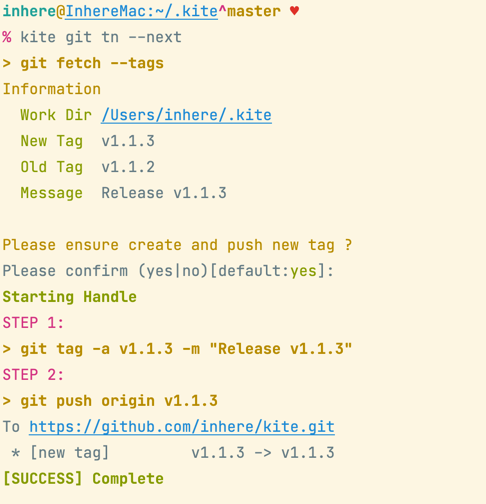 inhere@InhereMac:~/.kite^master ♥
% kite git tn --next
> git fetch --tags
Information
  Work Dir /Users/inhere/.kite
  New Tag  v1.1.3
  Old Tag  v1.1.2
  Message  Release v1.1.3

Please ensure create and push new tag ?
Please confirm (yes|no)[default:yes]:
Starting Handle
STEP 1:
> git tag -a v1.1.3 -m "Release v1.1.3"
STEP 2:
> git push origin v1.1.3
To https://github.com/inhere/kite.git
 * [new tag]         v1.1.3 -> v1.1.3
[SUCCESS] Complete